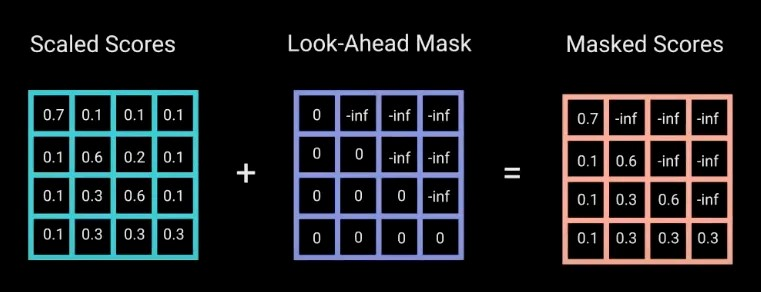 Scaled Scores
Look-Ahead Mask
Masked Scores
0.7 0.1 0.1 0.1
0.1 0.6 0.2 0.1
0.1 0.3 0.6 0.1
0.1 0.3 0.3 0.3
+
0 -inf -inf -inf
0 0 -inf -inf
0 0 0 -inf
0 0 0 0
=
0.7 -inf -inf -inf
0.1 0.6 -inf -inf
0.1 0.3 0.6 -inf
0.1 0.3 0.3 0.3